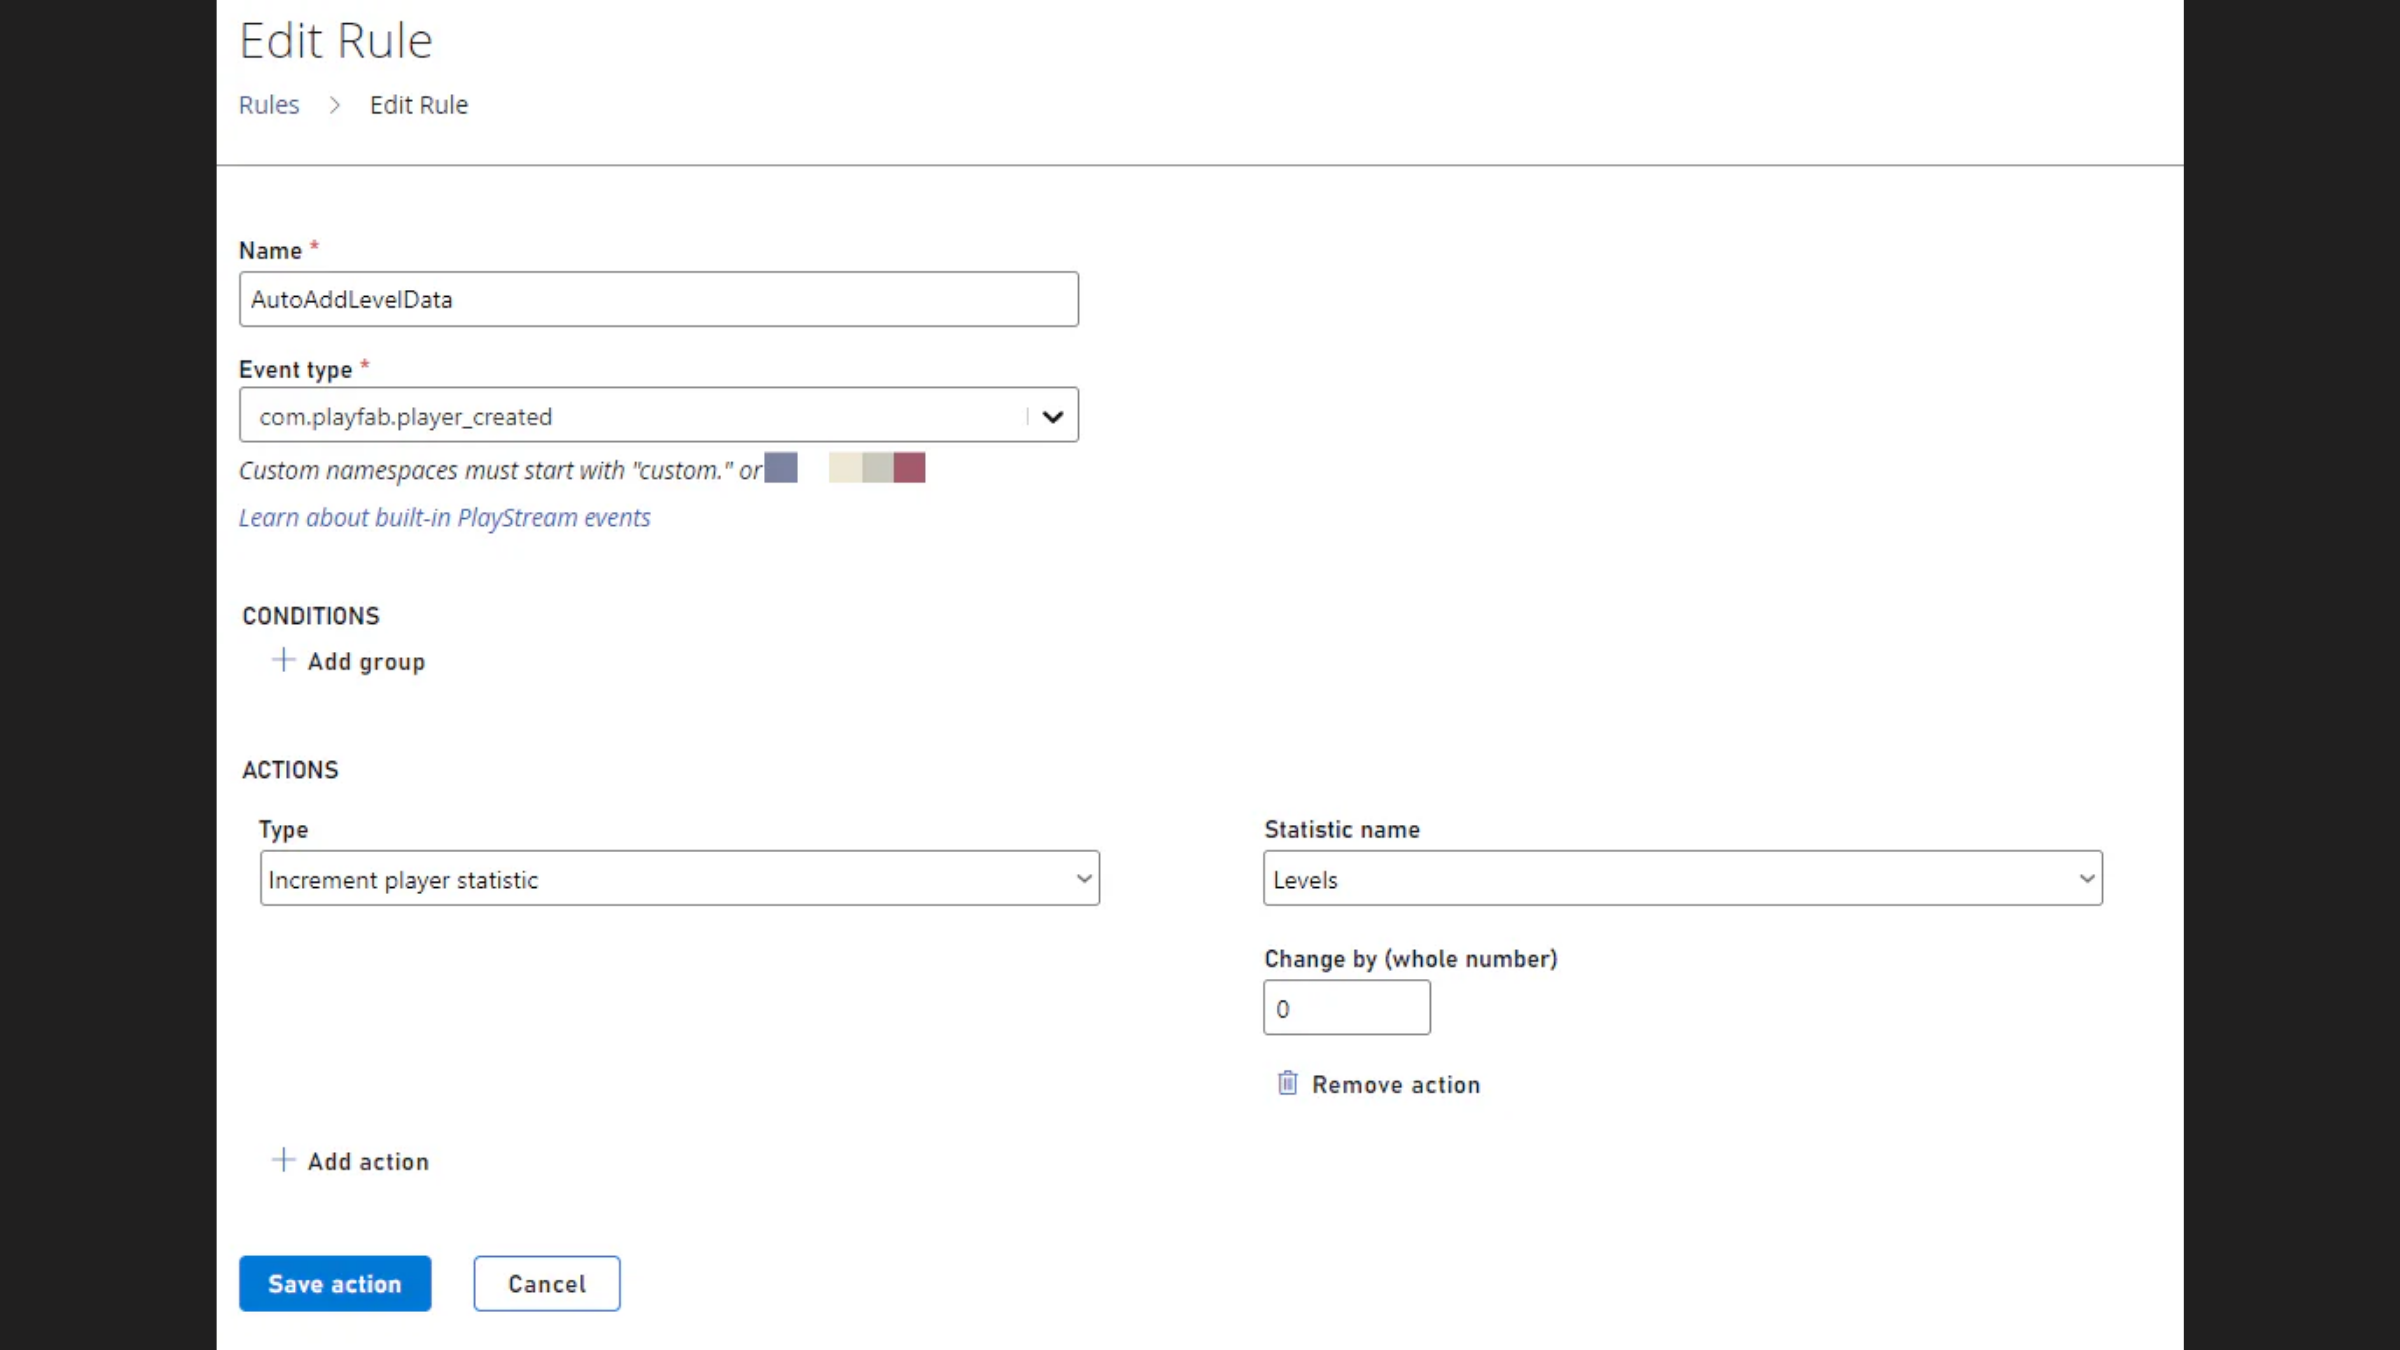 Edit Rule
Rules > Edit Rule
Name *
AutoAddLevelData
Event type *
com.playfab.player_created
Custom namespaces must start with "custom." or
Learn about built-in PlayStream events
CONDITIONS
+ Add group
ACTIONS
Type
Increment player statistic
Statistic name
Levels
Change by (whole number)
0
Remove action
+ Add action
Save action
Cancel